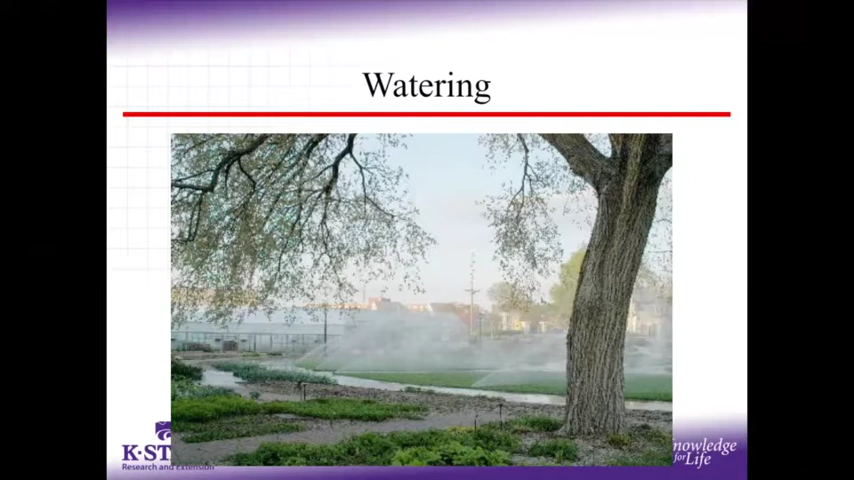 Watering
K-ST
Research and Extension
nowledge
for Life